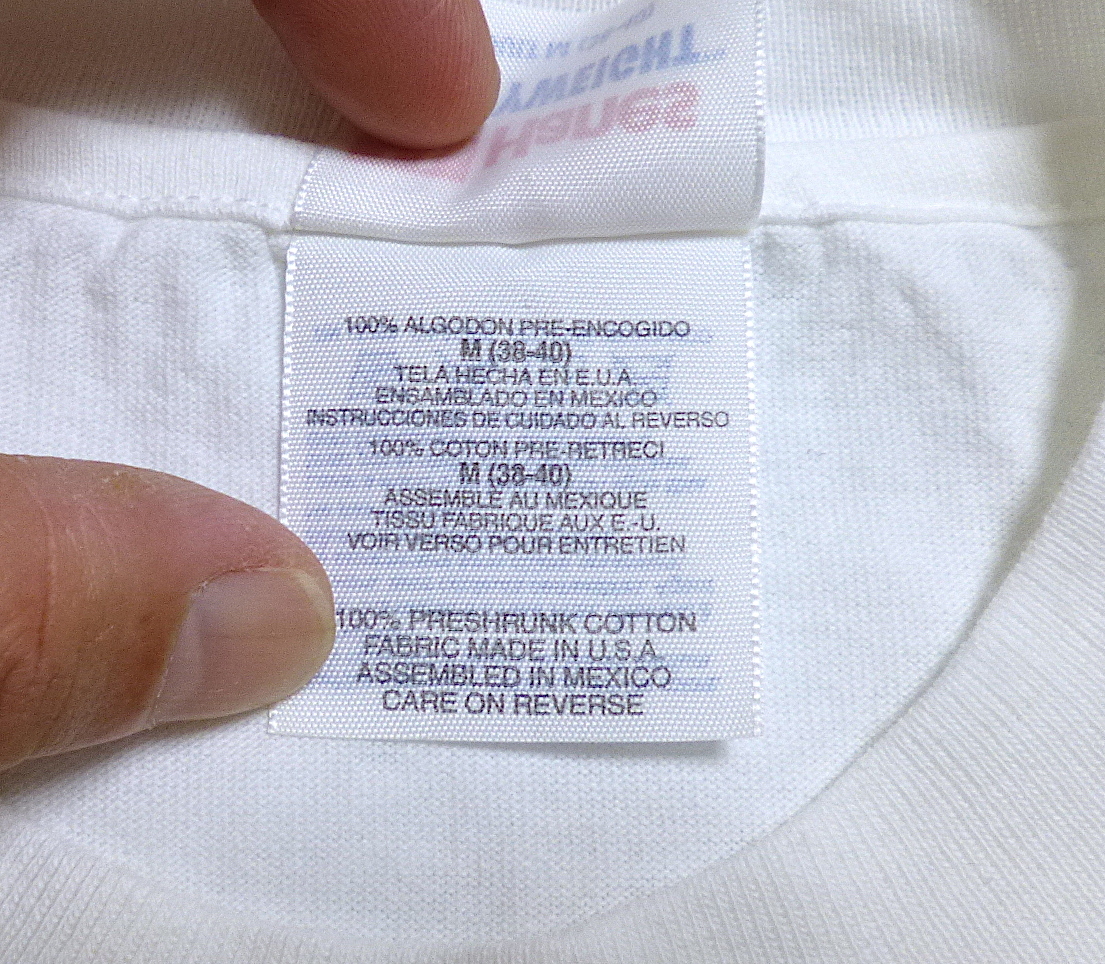 Hanes
100% ALGODON PRE-ENCOGIDO
M (38-40)
TELA HECHA EN E.U.A.
ENSAMBLADO EN MEXICO
INSTRUCCIONES DE CUIDADO AL REVERSO
100% COTON PRE-RETRECI
M (38-40)
ASSEMBLE AU MEXIQUE
TISSU FABRIQUE AUX E.-U.
VOIR VERSO POUR ENTRETIEN
100% PRESHRUNK COTTON
FABRIC MADE IN U.S.A.
ASSEMBLED IN MEXICO
CARE ON REVERSE